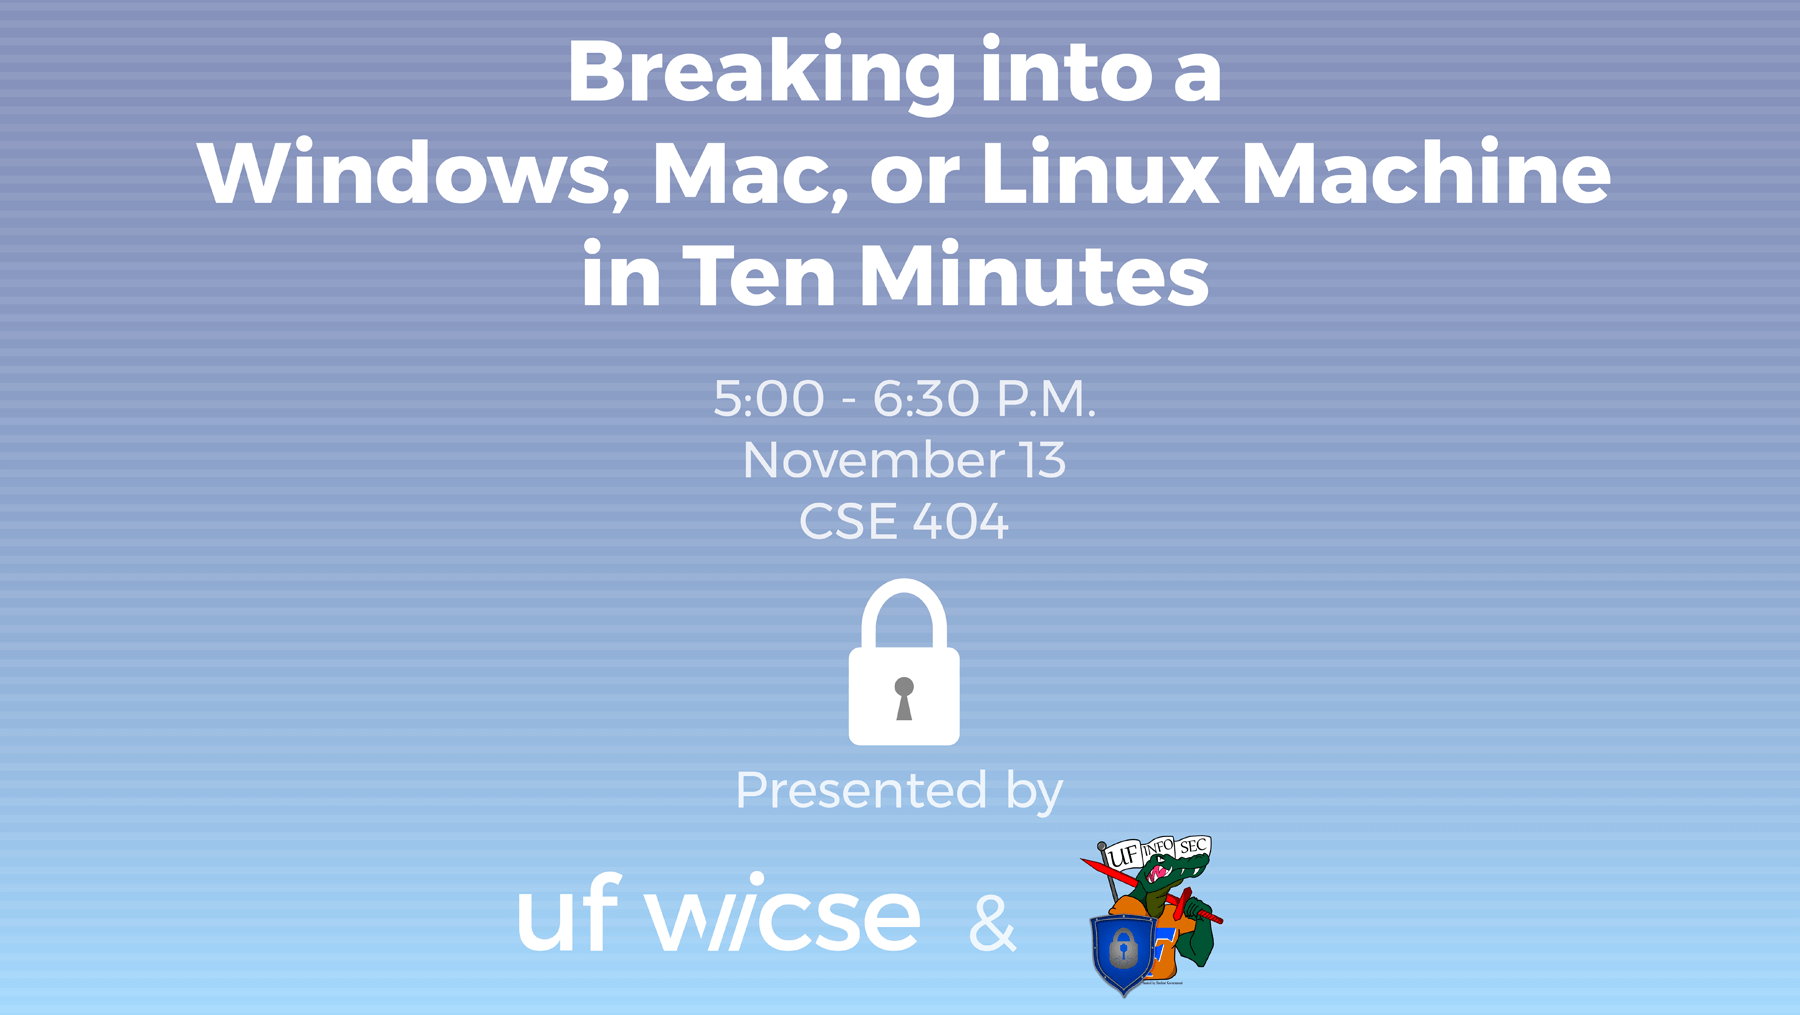 Breaking into a
Windows, Mac, or Linux Machine
in Ten Minutes
5:00 - 6:30 P.M.
November 13
CSE 404
Presented by
uf wicse &
UF INFO SEC